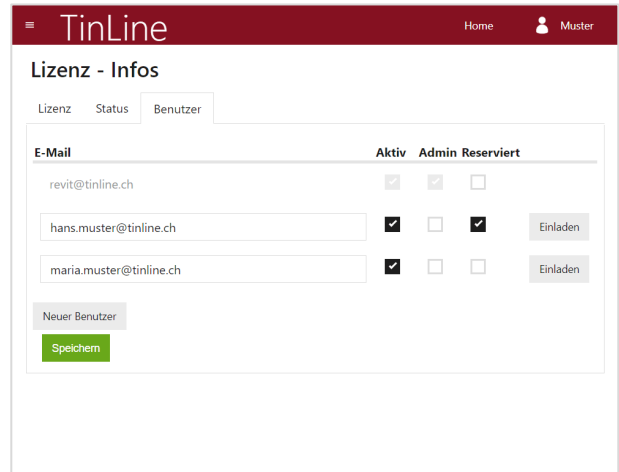 TinLine Home Muster
Lizenz - Infos
Lizenz Status Benutzer
E-Mail Aktiv Admin Reserviert
revit@tinline.ch
hans.muster@tinline.ch Einladen
maria.muster@tinline.ch Einladen
Neuer Benutzer
Speichern